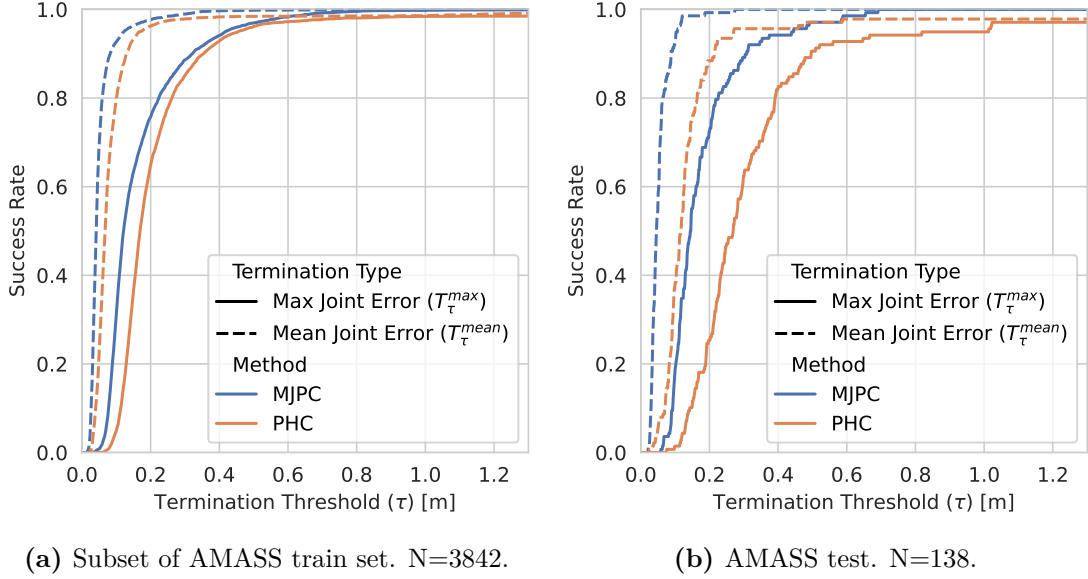 1.0
0.8
0.6
0.4
0.2
0.0
Success Rate
0.0 0.2 0.4 0.6 0.8 1.0 1.2
Termination Threshold (τ) [m]
Termination Type
Max Joint Error (T_τ^max)
Mean Joint Error (T_τ^mean)
Method
MJPC
PHC
(a) Subset of AMASS train set. N=3842.
1.0
0.8
0.6
0.4
0.2
0.0
Success Rate
0.0 0.2 0.4 0.6 0.8 1.0 1.2
Termination Threshold (τ) [m]
Termination Type
Max Joint Error (T_τ^max)
Mean Joint Error (T_τ^mean)
Method
MJPC
PHC
(b) AMASS test. N=138.